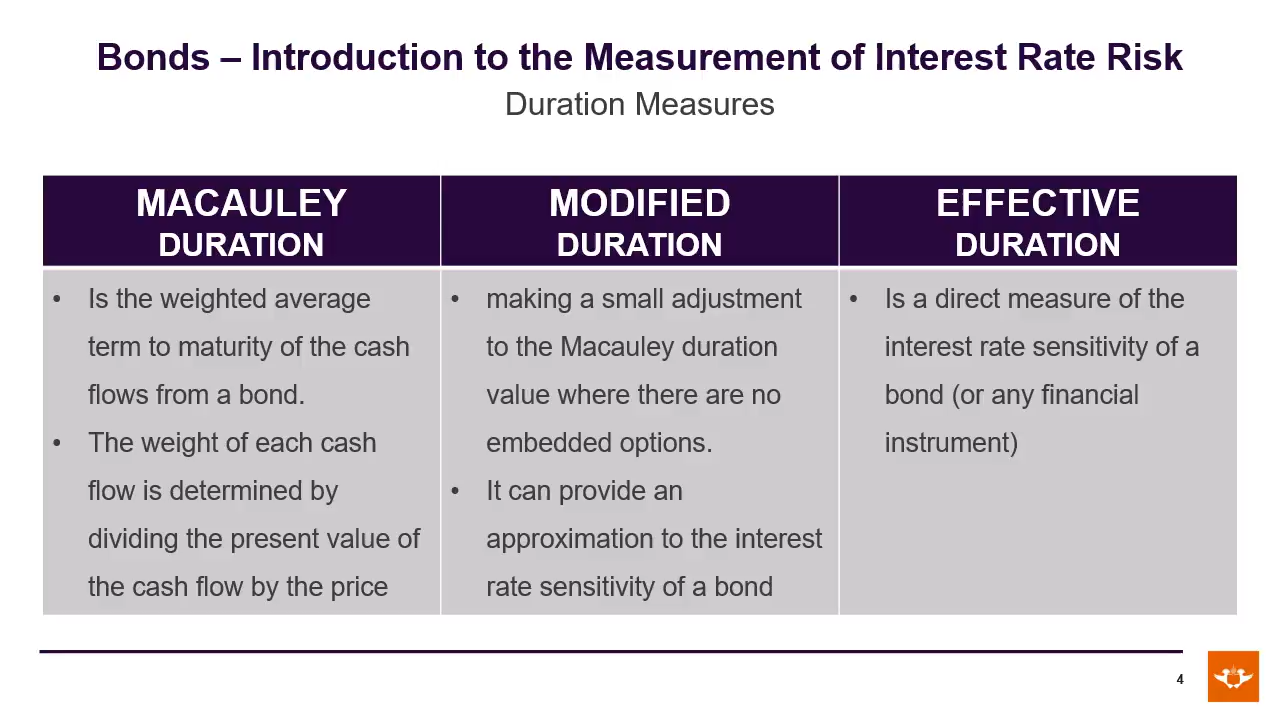 Bonds – Introduction to the Measurement of Interest Rate Risk
Duration Measures
MACAULEY
DURATION
• Is the weighted average
term to maturity of the cash
flows from a bond.
• The weight of each cash
flow is determined by
dividing the present value of
the cash flow by the price
MODIFIED
DURATION
• making a small adjustment
to the Macauley duration
value where there are no
embedded options.
• It can provide an
approximation to the interest
rate sensitivity of a bond
EFFECTIVE
DURATION
• Is a direct measure of the
interest rate sensitivity of a
bond (or any financial
instrument)
4